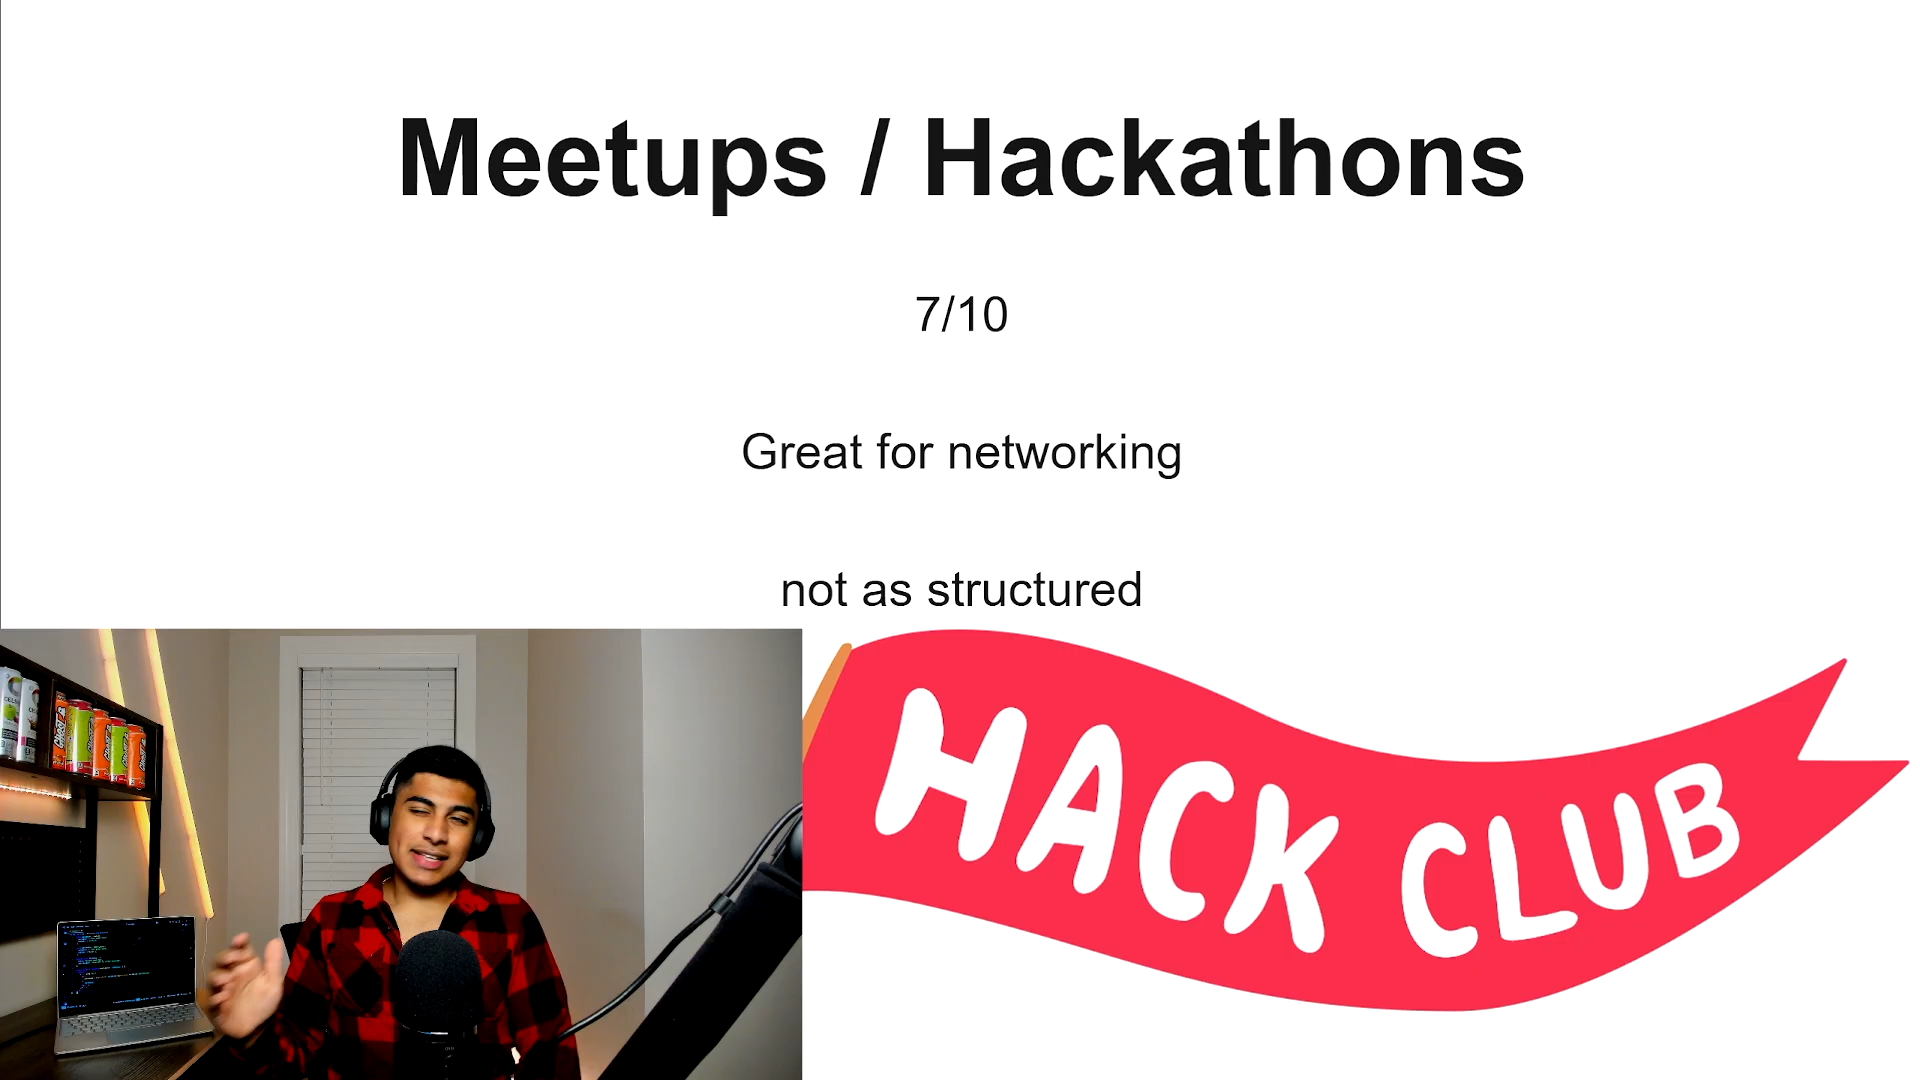 Meetups / Hackathons
7/10
Great for networking
not as structured
HACK CLUB